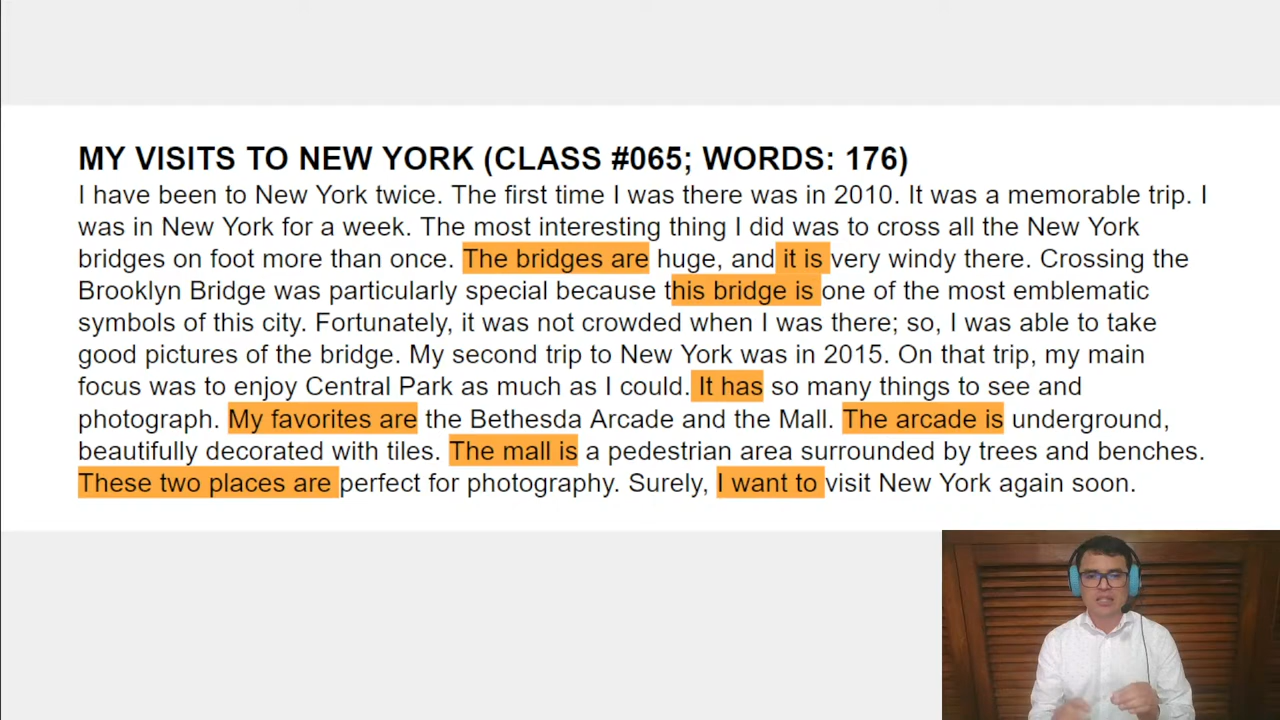 MY VISITS TO NEW YORK (CLASS #065; WORDS: 176)
I have been to New York twice. The first time I was there was in 2010. It was a memorable trip. I
was in New York for a week. The most interesting thing I did was to cross all the New York
bridges on foot more than once. The bridges are huge, and it is very windy there. Crossing the
Brooklyn Bridge was particularly special because this bridge is one of the most emblematic
symbols of this city. Fortunately, it was not crowded when I was there; so, I was able to take
good pictures of the bridge. My second trip to New York was in 2015. On that trip, my main
focus was to enjoy Central Park as much as I could. It has so many things to see and
photograph. My favorites are the Bethesda Arcade and the Mall. The arcade is underground,
beautifully decorated with tiles. The mall is a pedestrian area surrounded by trees and benches.
These two places are perfect for photography. Surely, I want to visit New York again soon.